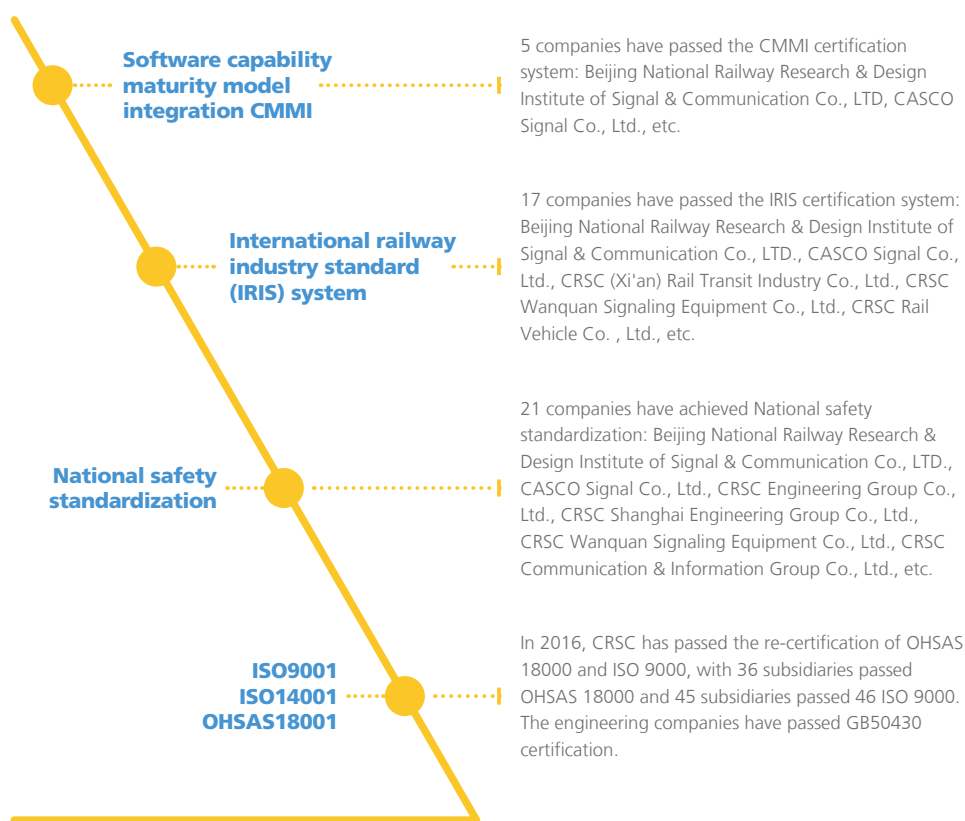 Software capability
maturity model
integration CMMI
5 companies have passed the CMMI certification
system: Beijing National Railway Research & Design
Institute of Signal & Communication Co., LTD, CASCO
Signal Co., Ltd., etc.
International railway
industry standard
(IRIS) system
17 companies have passed the IRIS certification system:
Beijing National Railway Research & Design Institute of
Signal & Communication Co., LTD., CASCO Signal Co.,
Ltd., CRSC (Xi'an) Rail Transit Industry Co., Ltd., CRSC
Wanquan Signaling Equipment Co., Ltd., CRSC Rail
Vehicle Co. , Ltd., etc.
National safety
standardization
21 companies have achieved National safety
standardization: Beijing National Railway Research &
Design Institute of Signal & Communication Co., LTD.,
CASCO Signal Co., Ltd., CRSC Engineering Group Co.,
Ltd., CRSC Shanghai Engineering Group Co., Ltd.,
CRSC Wanquan Signaling Equipment Co., Ltd., CRSC
Communication & Information Group Co., Ltd., etc.
ISO9001
ISO14001
OHSAS18001
In 2016, CRSC has passed the re-certification of OHSAS
18000 and ISO 9000, with 36 subsidiaries passed
OHSAS 18000 and 45 subsidiaries passed 46 ISO 9000.
The engineering companies have passed GB50430
certification.